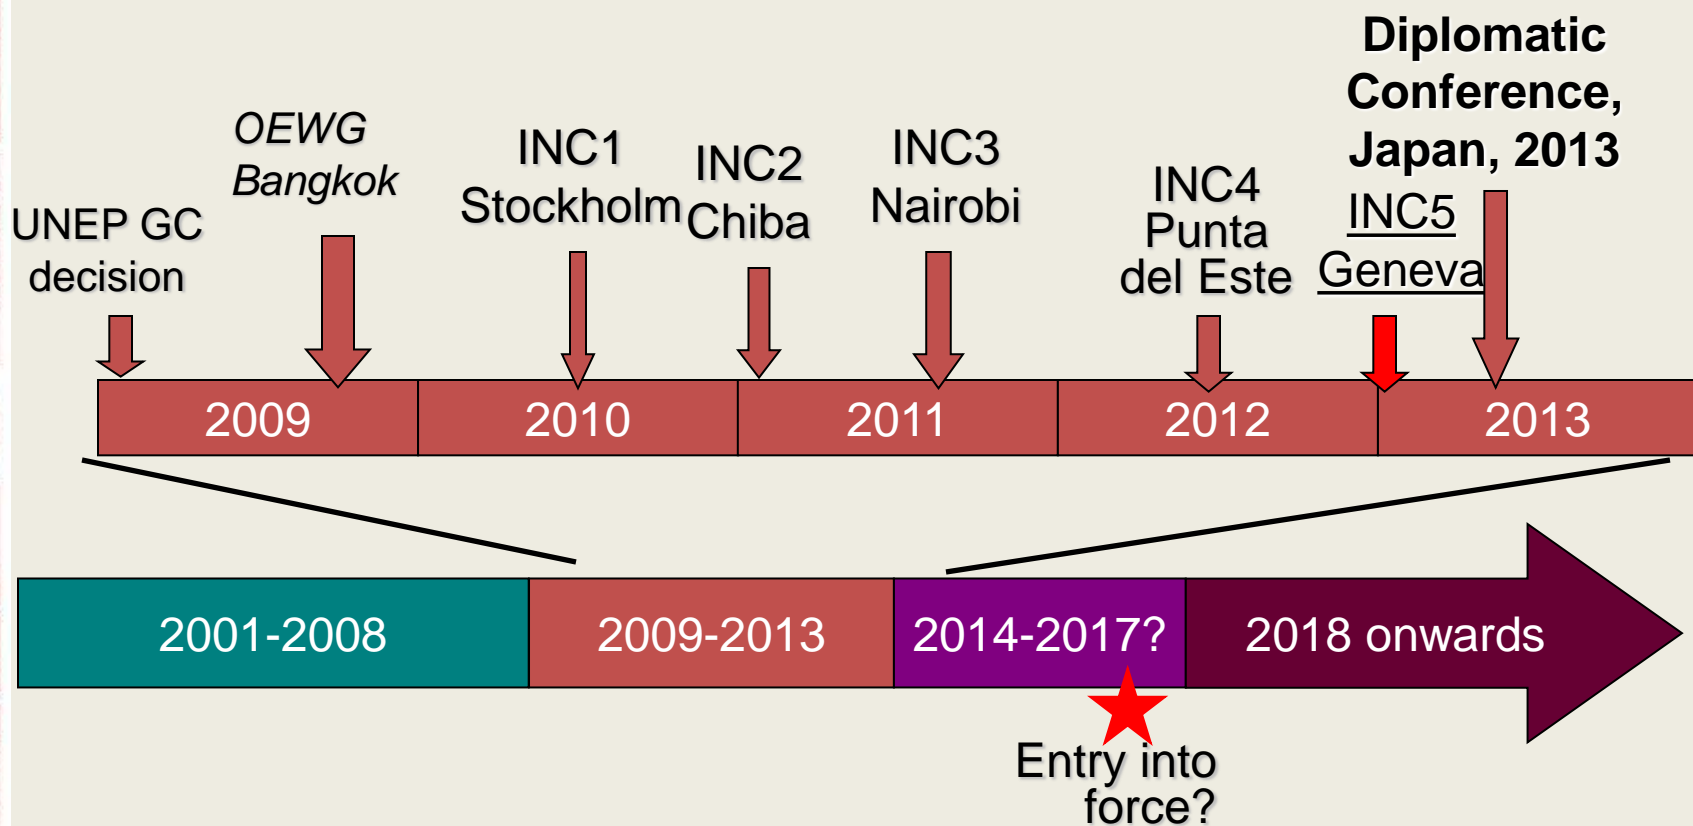 UNEP GC
decision
OEWG
Bangkok
INC1
Stockholm
INC2
Chiba
INC3
Nairobi
INC4
Punta
del Este
Diplomatic
Conference,
Japan, 2013
INC5
Geneva
2009
2010
2011
2012
2013
2001-2008
2009-2013
2014-2017?
2018 onwards
Entry into
force?